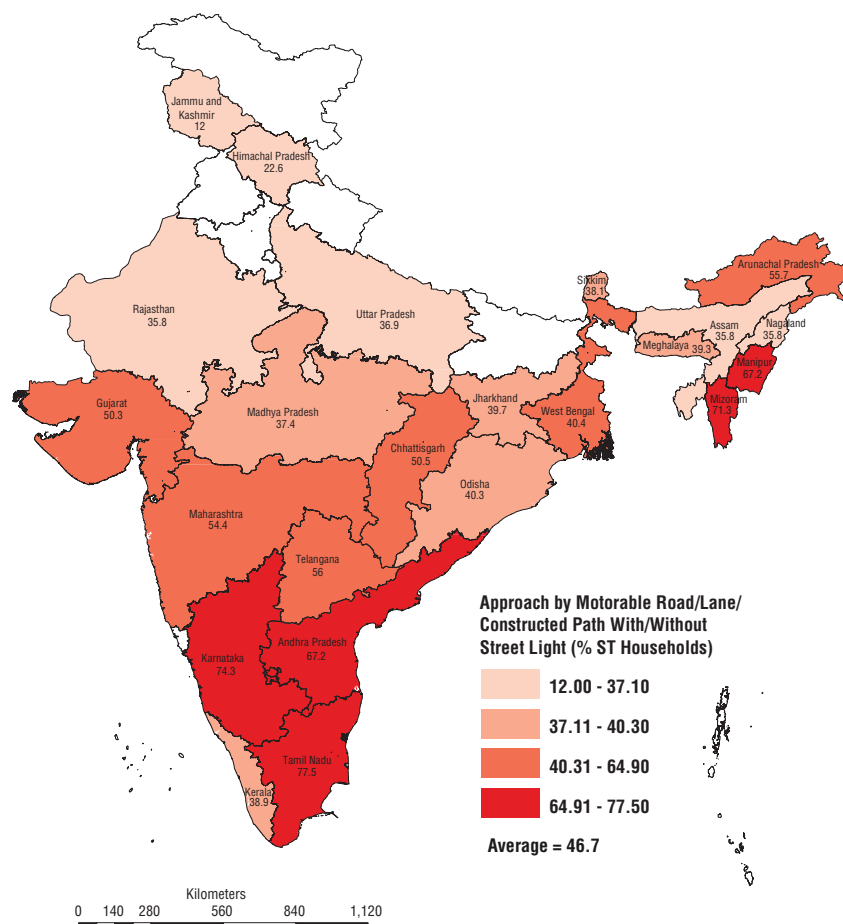 Jammu and
Kashmir
12
Himachal Pradesh
22.6
Rajasthan
35.8
Uttar Pradesh
36.9
Sikkim
38.1
Arunachal Pradesh
55.7
Assam
35.8
Nagaland
35.8
Meghalaya
39.3
Manipur
67.2
Mizoram
71.3
Gujarat
50.3
Madhya Pradesh
37.4
Jharkhand
39.7
West Bengal
40.4
Chhattisgarh
50.5
Odisha
40.3
Maharashtra
54.4
Telangana
56
Andhra Pradesh
67.2
Karnataka
74.3
Tamil Nadu
77.5
Kerala
38.9
Approach by Motorable Road/Lane/
Constructed Path With/Without
Street Light (% ST Households)
12.00 - 37.10
37.11 - 40.30
40.31 - 64.90
64.91 - 77.50
Average = 46.7
Kilometers
0 140 280 560 840 1,120